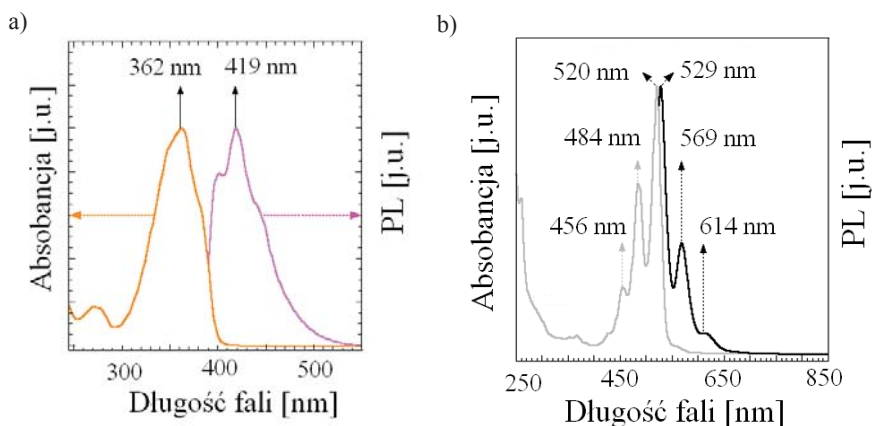 a)
362 nm
419 nm
Absobancja [j.u.]
PL [j.u.]
300
400
500
Długość fali [nm]
b)
520 nm
529 nm
484 nm
569 nm
456 nm
614 nm
Absobancja [j.u.]
PL [j.u.]
250
450
650
850
Długość fali [nm]